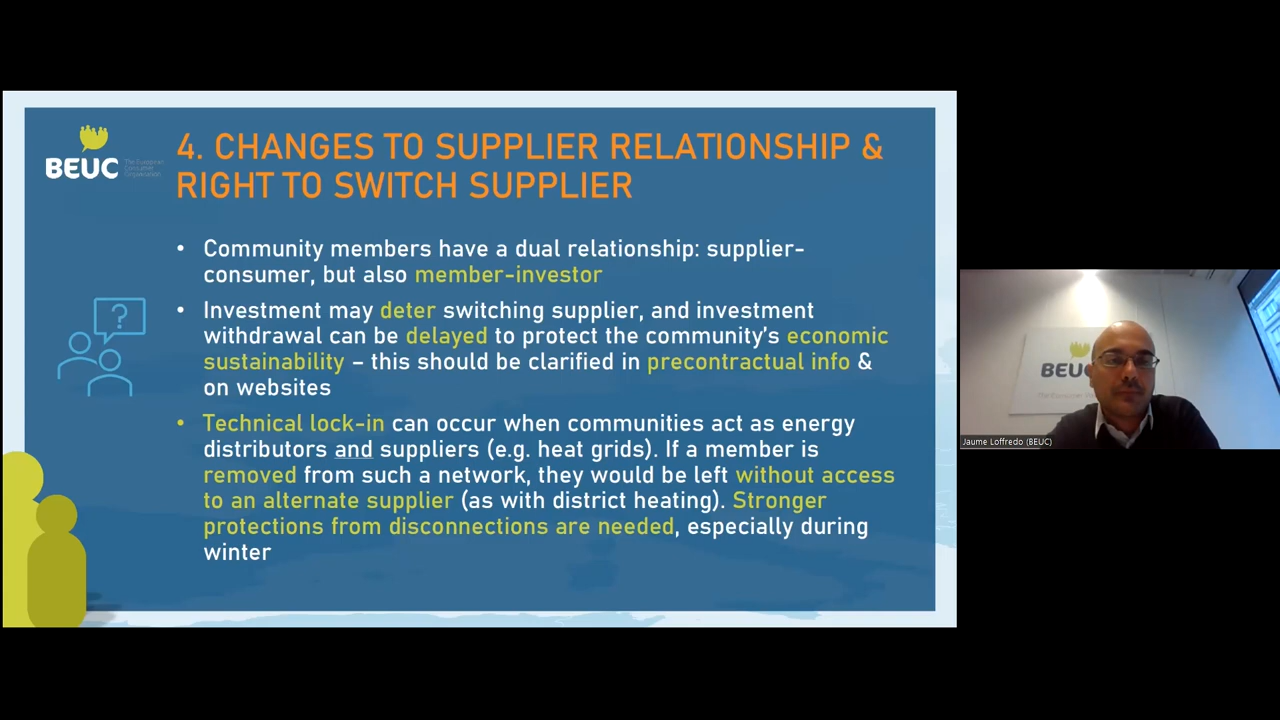 BEUC
The European
Consumer
Organisation
4. CHANGES TO SUPPLIER RELATIONSHIP &
RIGHT TO SWITCH SUPPLIER
• Community members have a dual relationship: supplier-
consumer, but also member-investor
• Investment may deter switching supplier, and investment
withdrawal can be delayed to protect the community's economic
sustainability – this should be clarified in precontractual info &
on websites
• Technical lock-in can occur when communities act as energy
distributors and suppliers (e.g. heat grids). If a member is
removed from such a network, they would be left without access
to an alternate supplier (as with district heating). Stronger
protections from disconnections are needed, especially during
winter
?
BEUC
Jaume Loffredo (BEUC)